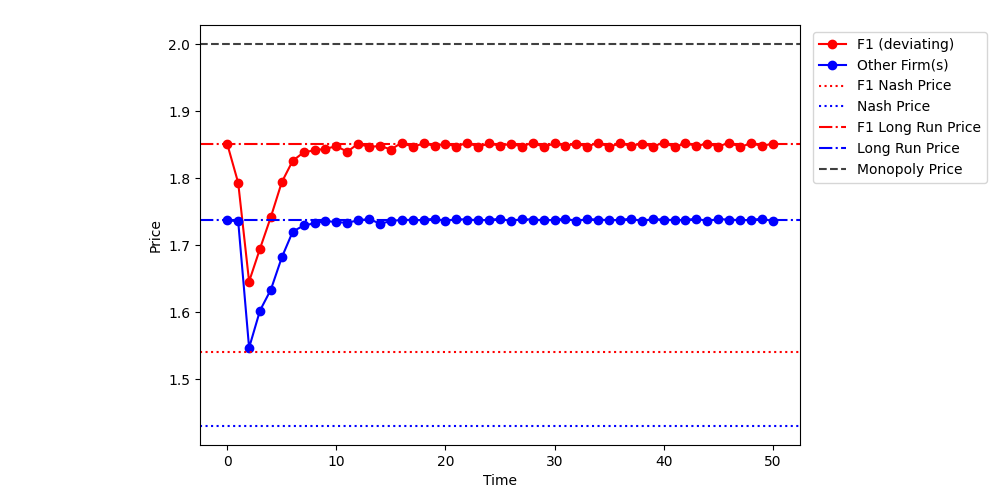 2.0
1.9
1.8
1.7
1.6
1.5
Price
0
10
20
30
40
50
Time
F1 (deviating)
Other Firm(s)
F1 Nash Price
Nash Price
F1 Long Run Price
Long Run Price
Monopoly Price